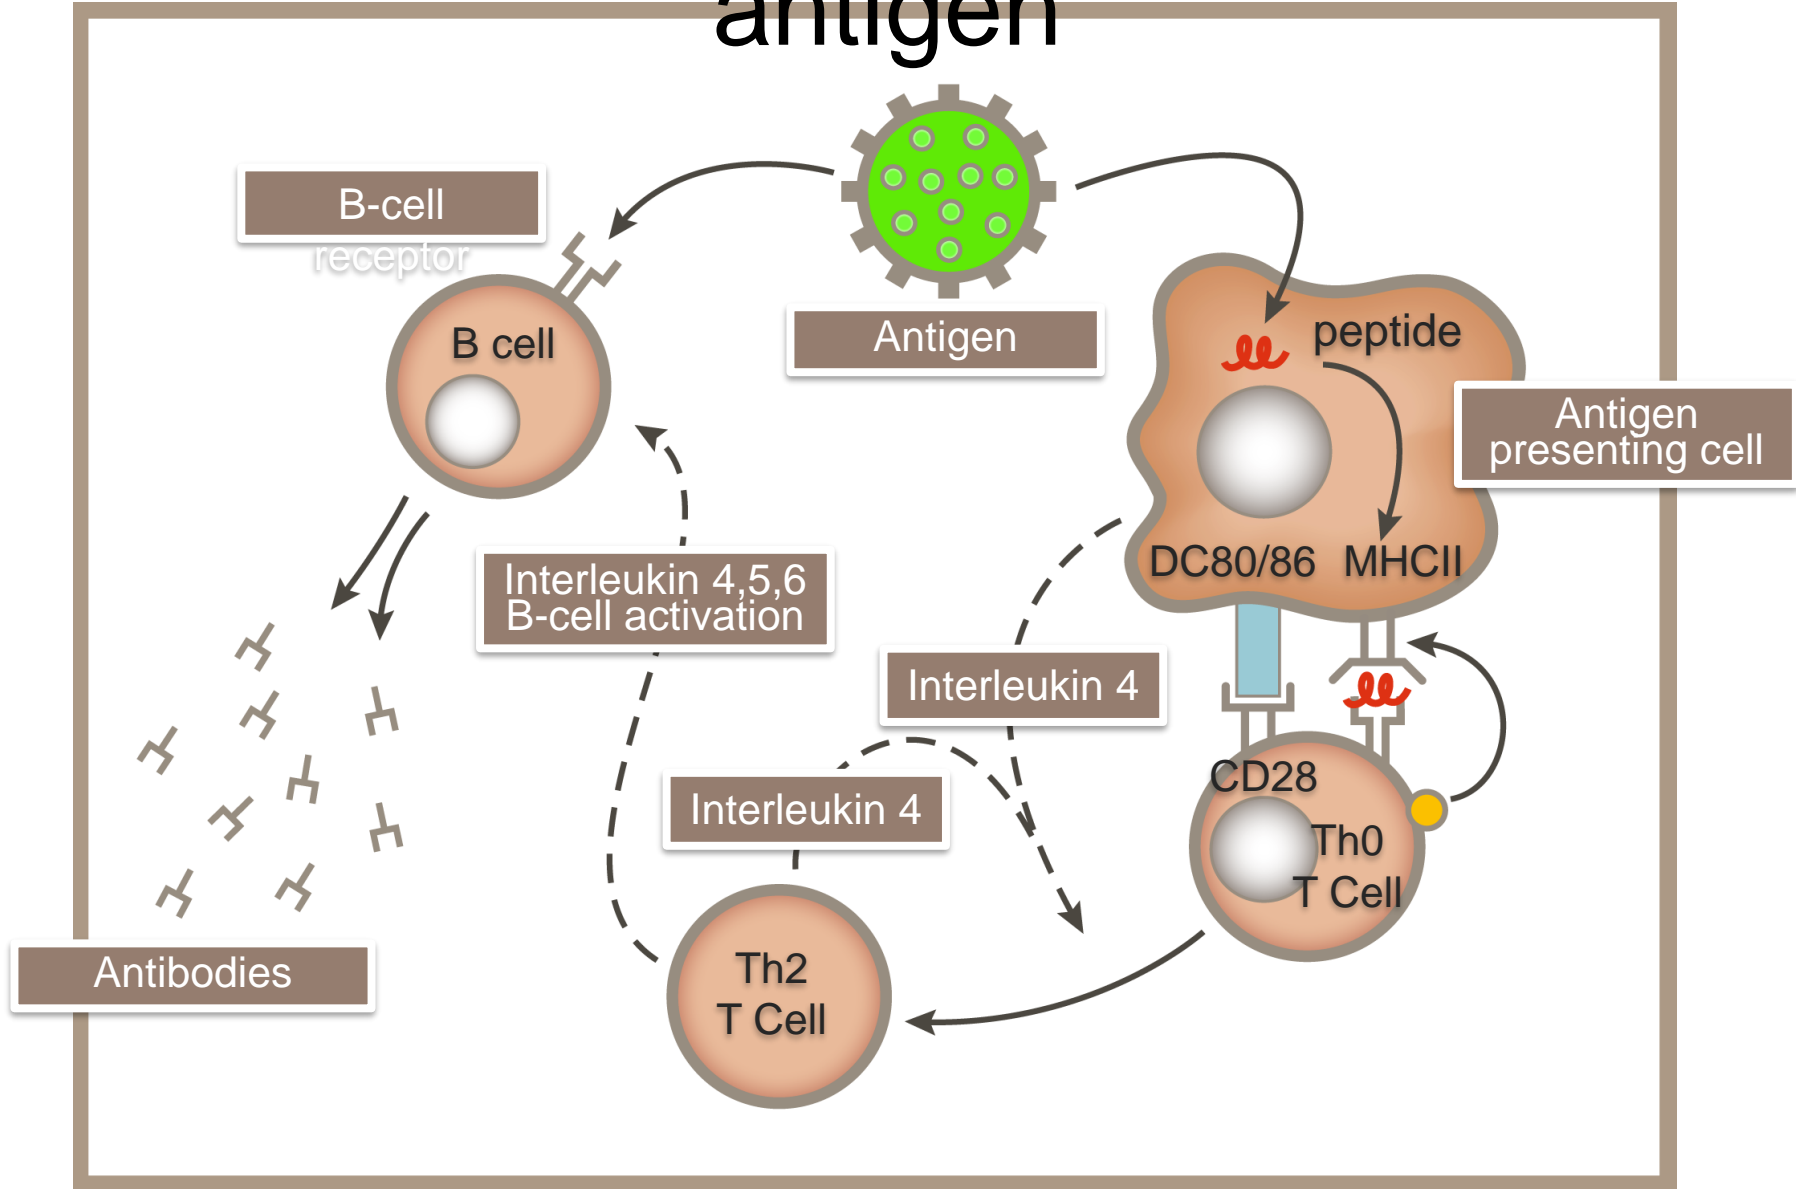 antigen
B-cell
receptor
B cell
Antigen
peptide
Antigen
presenting cell
DC80/86 MHCII
Interleukin 4,5,6
B-cell activation
Interleukin 4
Interleukin 4
CD28
Th0
T Cell
Th2
T Cell
Antibodies